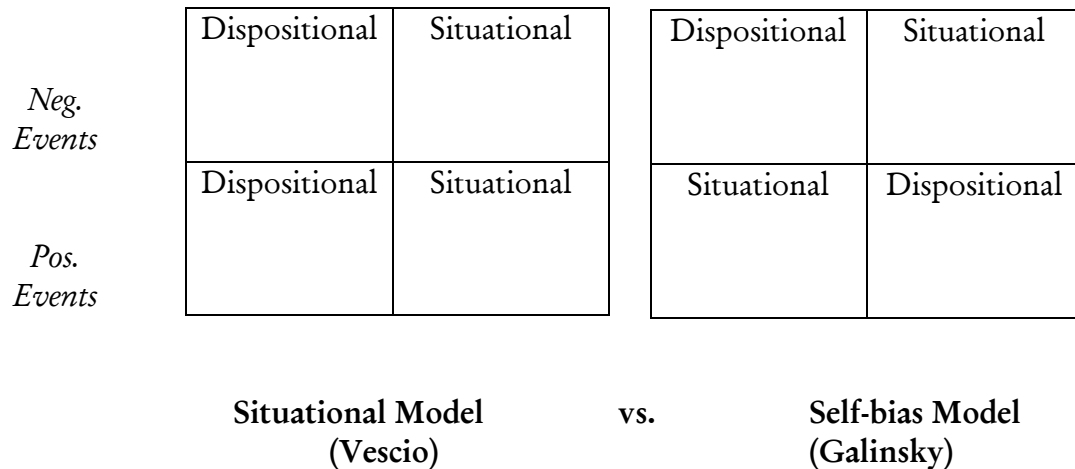 Dispositional Situational Dispositional Situational
Neg.
Events
Dispositional Situational Situational Dispositional
Pos.
Events
Situational Model vs. Self-bias Model
(Vescio) (Galinsky)